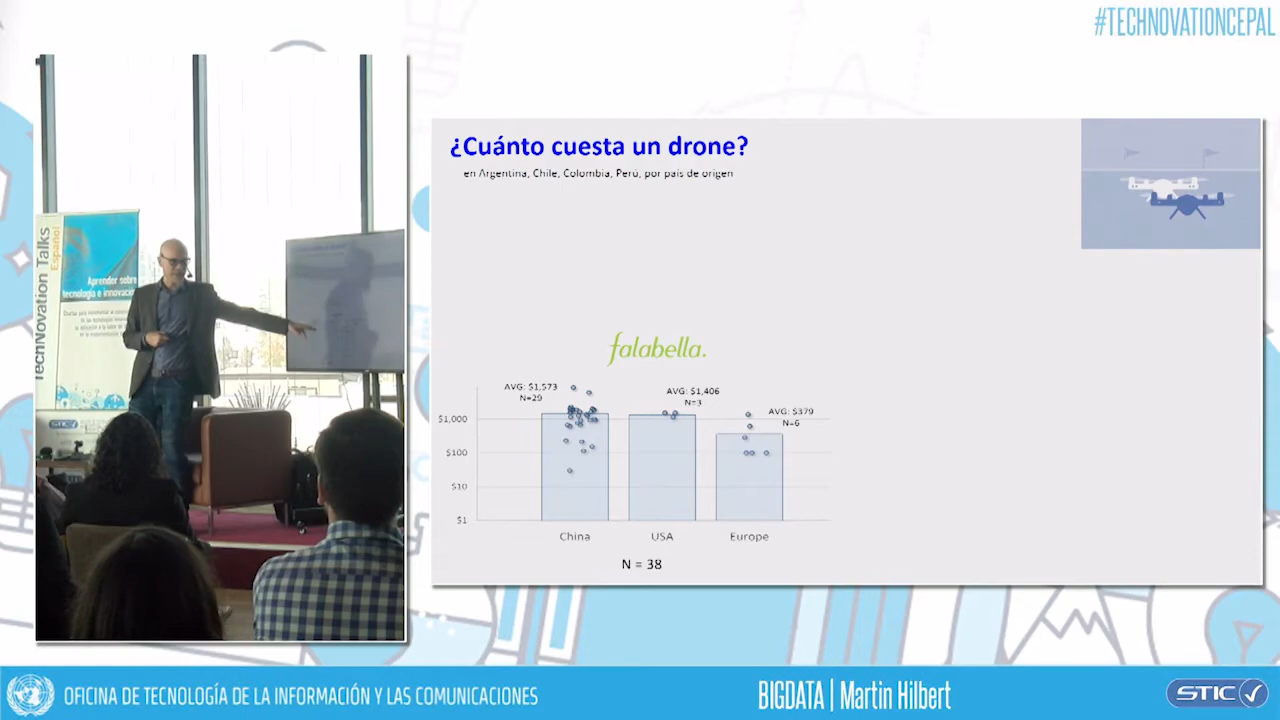 #TECHNOVATIONCEPAL
TechNovation Talks
Español
Aprender sobre
tecnología e innovación
¿Cuánto cuesta un drone?
en Argentina, Chile, Colombia, Perú, por país de origen
falabella.
AVG: $1,573
N=29
AVG: $1,406
N=3
AVG: $379
N=6
$1,000
$100
$10
$1
China
USA
Europe
N = 38
STIC
OFICINA DE TECNOLOGÍA DE LA INFORMACIÓN Y LAS COMUNICACIONES
BIGDATA | Martin Hilbert
STIC